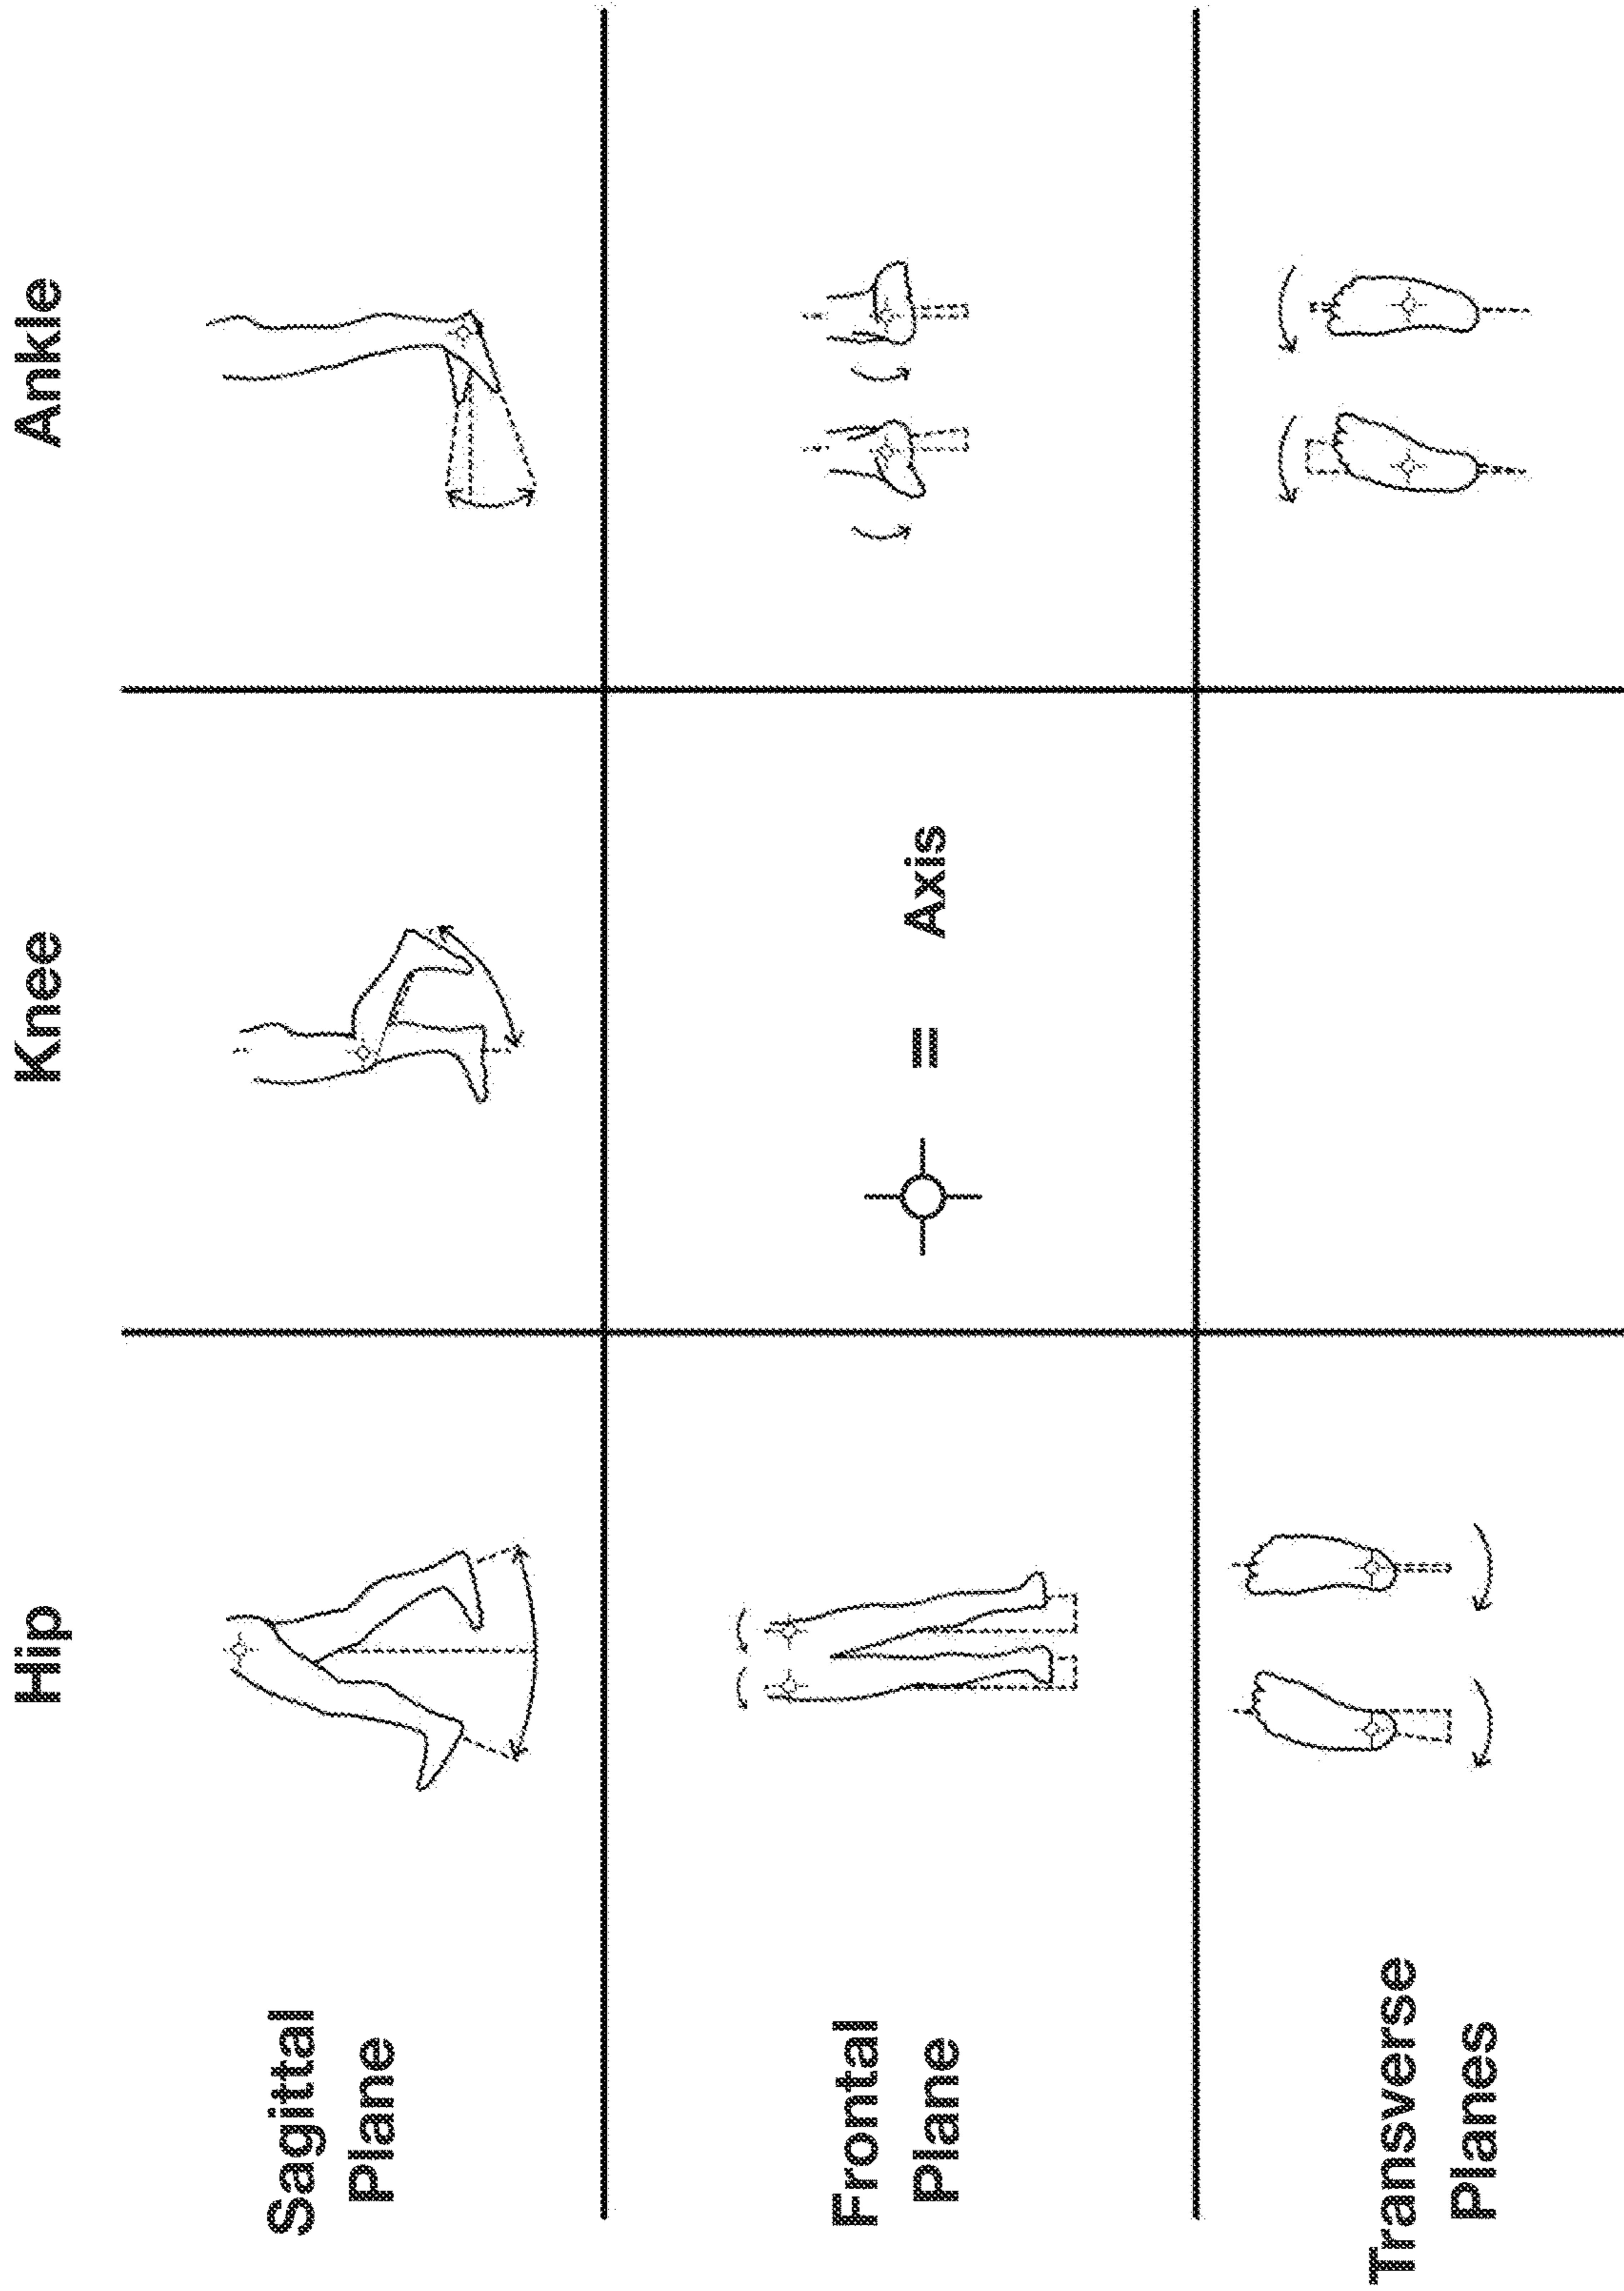 Hip
Knee
Ankle
Sagittal
Plane
Frontal
Plane
= Axis
Transverse
Planes